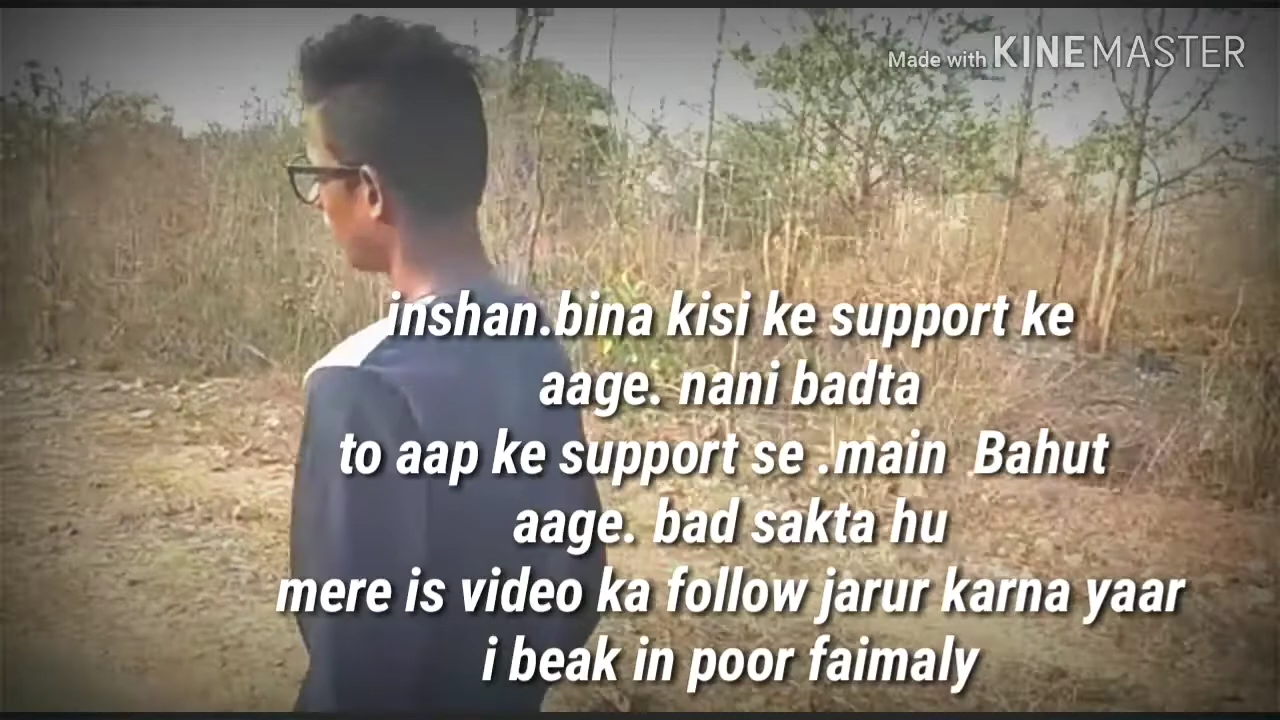 Made with KINEMASTER
inshan.bina kisi ke support ke
aage. nani badta
to aap ke support se .main Bahut
aage. bad sakta hu
mere is video ka follow jarur karna yaar
i beak in poor faimaly